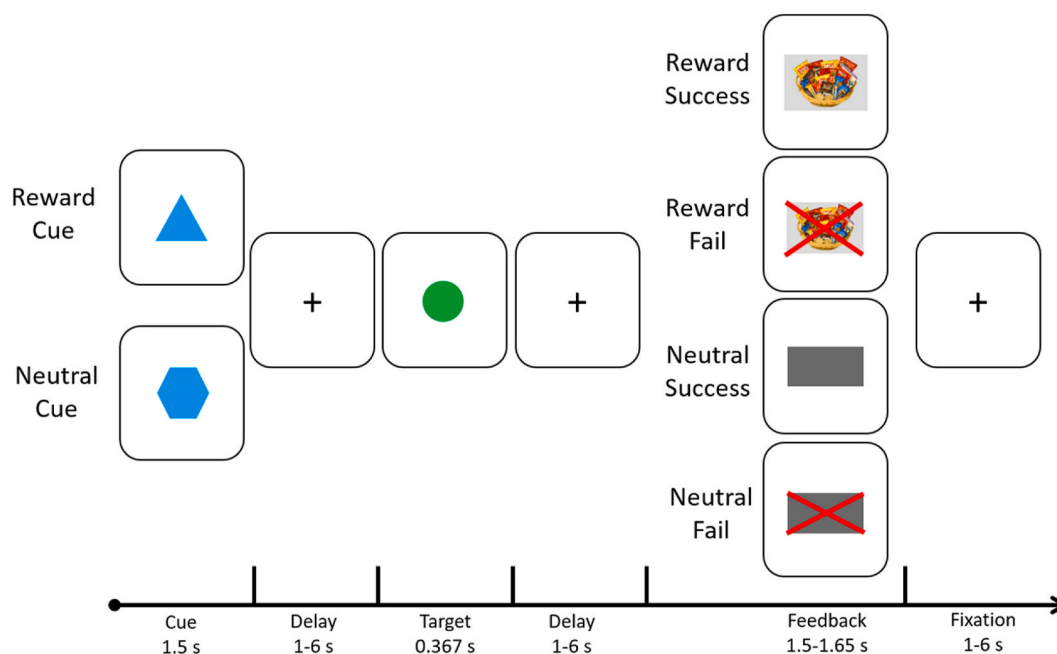 Reward
Success
Reward
Cue
Reward
Fail
+
+
+
Neutral
Cue
Neutral
Success
Neutral
Fail
Cue
1.5 s
Delay
1-6 s
Target
0.367 s
Delay
1-6 s
Feedback
1.5-1.65 s
Fixation
1-6 s